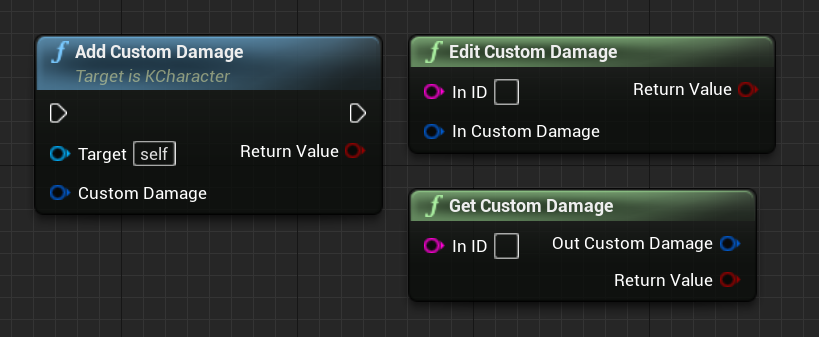 Add Custom Damage
Target is KCharacter
Target self
Return Value
Custom Damage
Edit Custom Damage
In ID
Return Value
In Custom Damage
Get Custom Damage
In ID
Out Custom Damage
Return Value